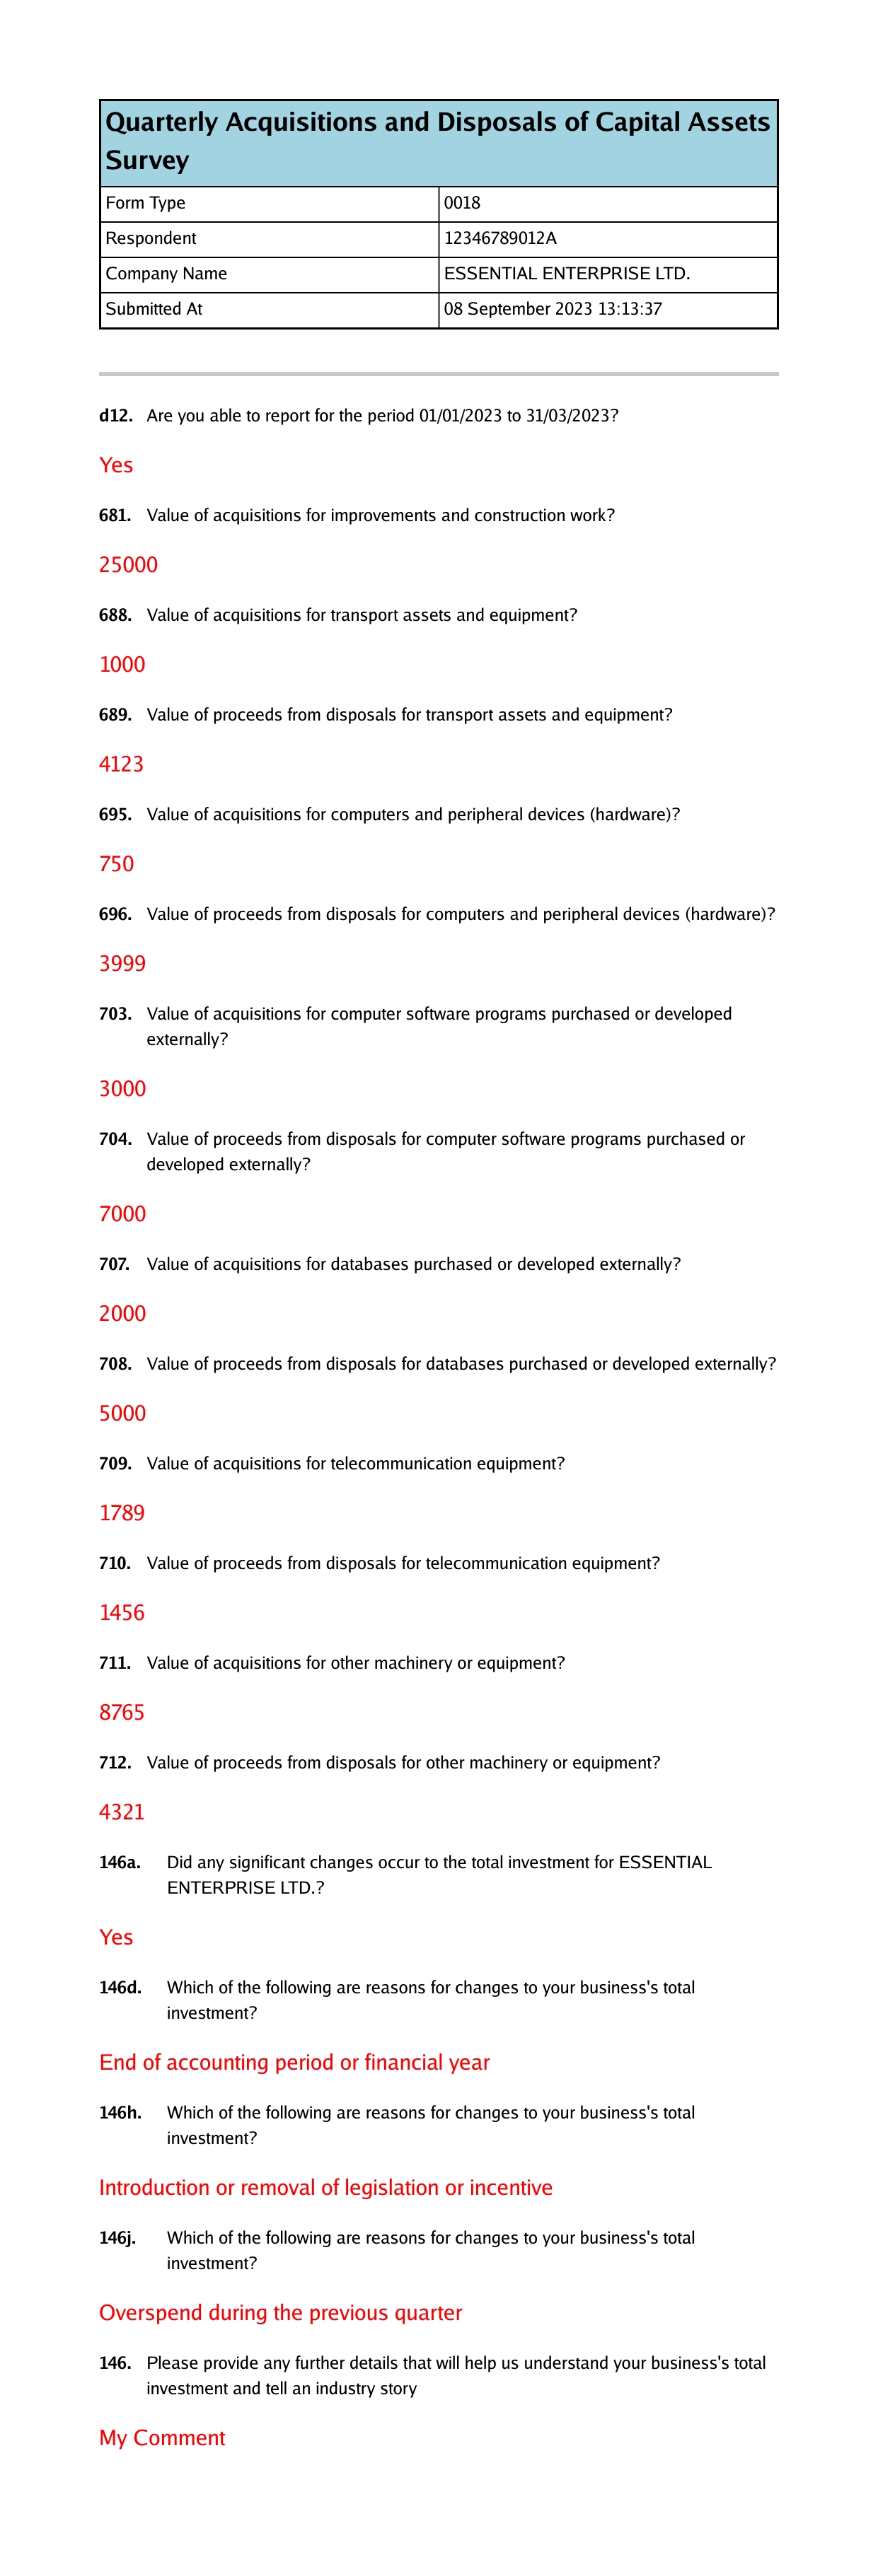 Quarterly Acquisitions and Disposals of Capital Assets
Survey
Form Type 0018
Respondent 12346789012A
Company Name ESSENTIAL ENTERPRISE LTD.
Submitted At 08 September 2023 13:13:37
d12. Are you able to report for the period 01/01/2023 to 31/03/2023?
Yes
681. Value of acquisitions for improvements and construction work?
25000
688. Value of acquisitions for transport assets and equipment?
1000
689. Value of proceeds from disposals for transport assets and equipment?
4123
695. Value of acquisitions for computers and peripheral devices (hardware)?
750
696. Value of proceeds from disposals for computers and peripheral devices (hardware)?
3999
703. Value of acquisitions for computer software programs purchased or developed
externally?
3000
704. Value of proceeds from disposals for computer software programs purchased or
developed externally?
7000
707. Value of acquisitions for databases purchased or developed externally?
2000
708. Value of proceeds from disposals for databases purchased or developed externally?
5000
709. Value of acquisitions for telecommunication equipment?
1789
710. Value of proceeds from disposals for telecommunication equipment?
1456
711. Value of acquisitions for other machinery or equipment?
8765
712. Value of proceeds from disposals for other machinery or equipment?
4321
146a. Did any significant changes occur to the total investment for ESSENTIAL
ENTERPRISE LTD.?
Yes
146d. Which of the following are reasons for changes to your business's total
investment?
End of accounting period or financial year
146h. Which of the following are reasons for changes to your business's total
investment?
Introduction or removal of legislation or incentive
146j. Which of the following are reasons for changes to your business's total
investment?
Overspend during the previous quarter
146. Please provide any further details that will help us understand your business's total
investment and tell an industry story
My Comment